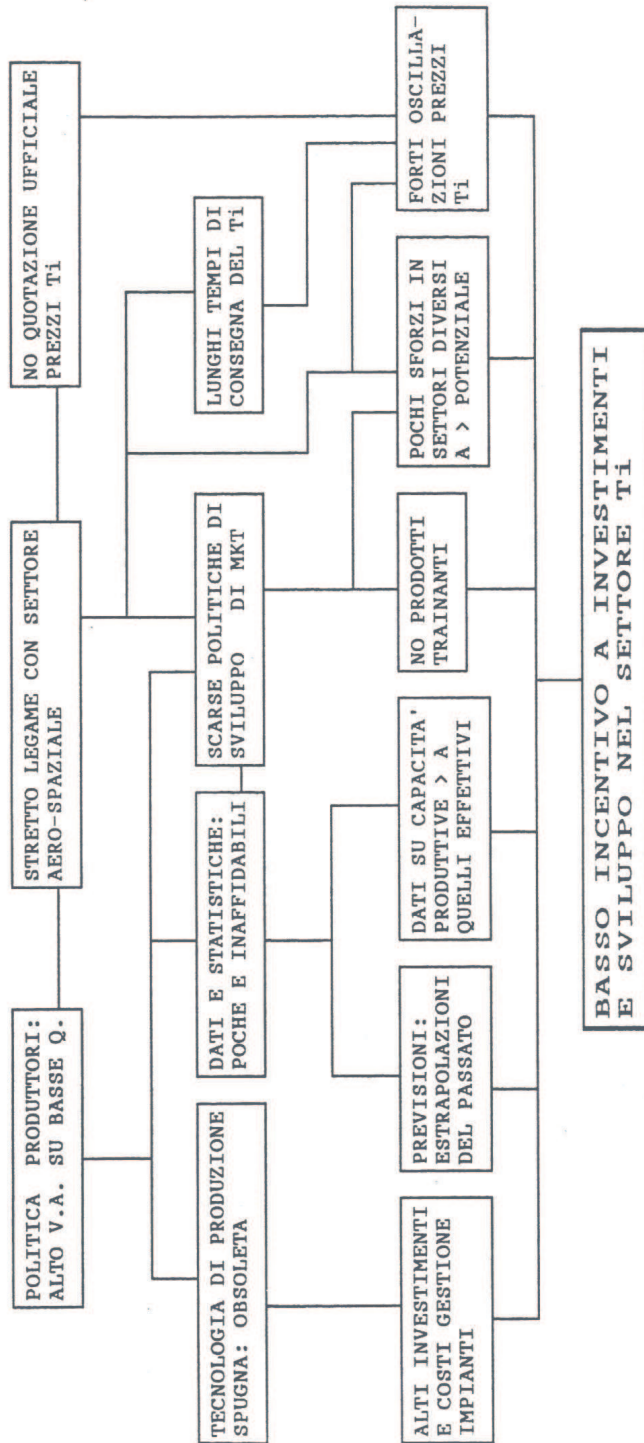 POLITICA PRODUTTORI:
ALTO V.A. SU BASSE Q.
STRETTO LEGAME CON SETTORE
AERO-SPAZIALE
NO QUOTAZIONE UFFICIALE
PREZZI Ti
TECNOLOGIA DI PRODUZIONE
SPUGNA: OBSOLETA
DATI E STATISTICHE:
POCHE E INAFFIDABILI
SCARSE POLITICHE DI
SVILUPPO DI MKT
LUNGHI TEMPI DI
CONSEGNA DEL Ti
ALTI INVESTIMENTI
E COSTI GESTIONE
IMPIANTI
PREVISIONI:
ESTRAPOLAZIONI
DEL PASSATO
DATI SU CAPACITA'
PRODUTTIVE > A
QUELLI EFFETTIVI
NO PRODOTTI
TRAINANTI
POCHI SFORZI IN
SETTORI DIVERSI
A > POTENZIALE
FORTI OSCILLA-
ZIONI PREZZI
Ti
BASSO INCENTIVO A INVESTIMENTI
E SVILUPPO NEL SETTORE Ti